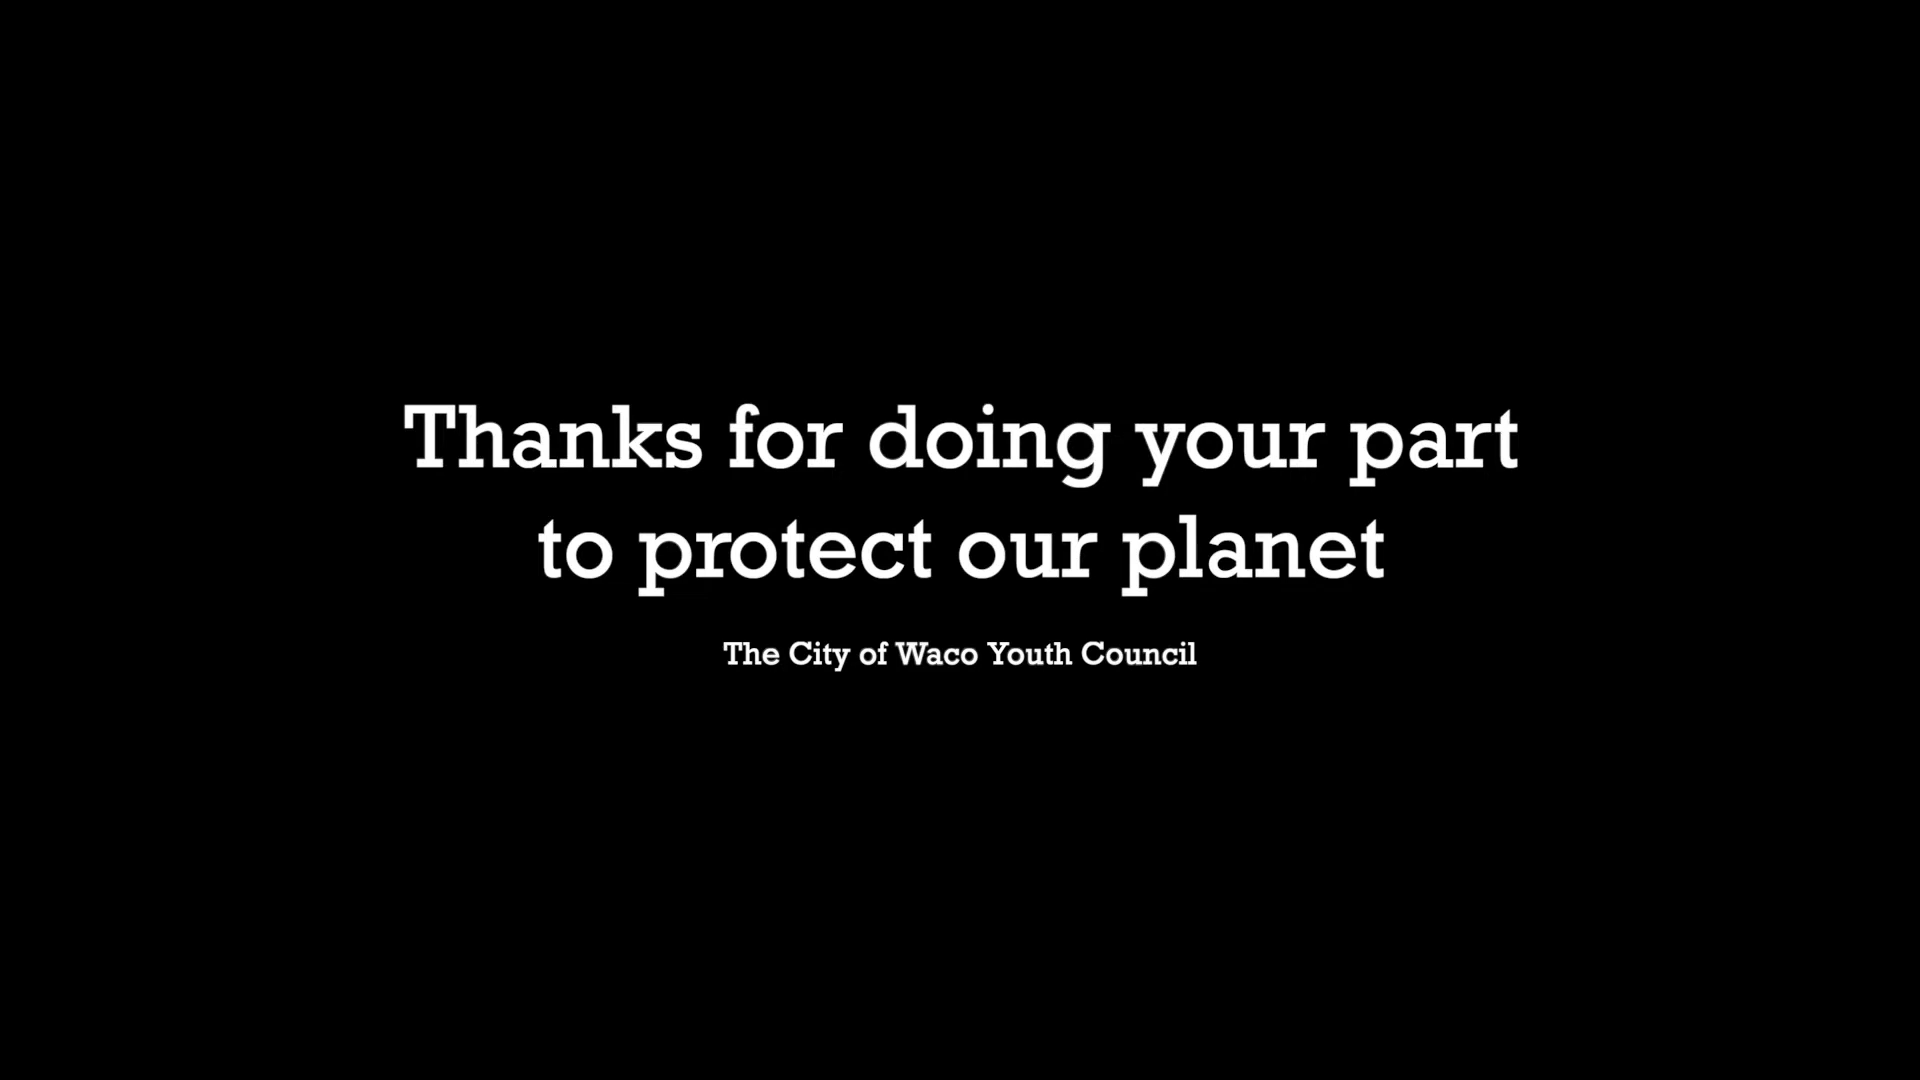 Thanks for doing your part
to protect our planet
The City of Waco Youth Council